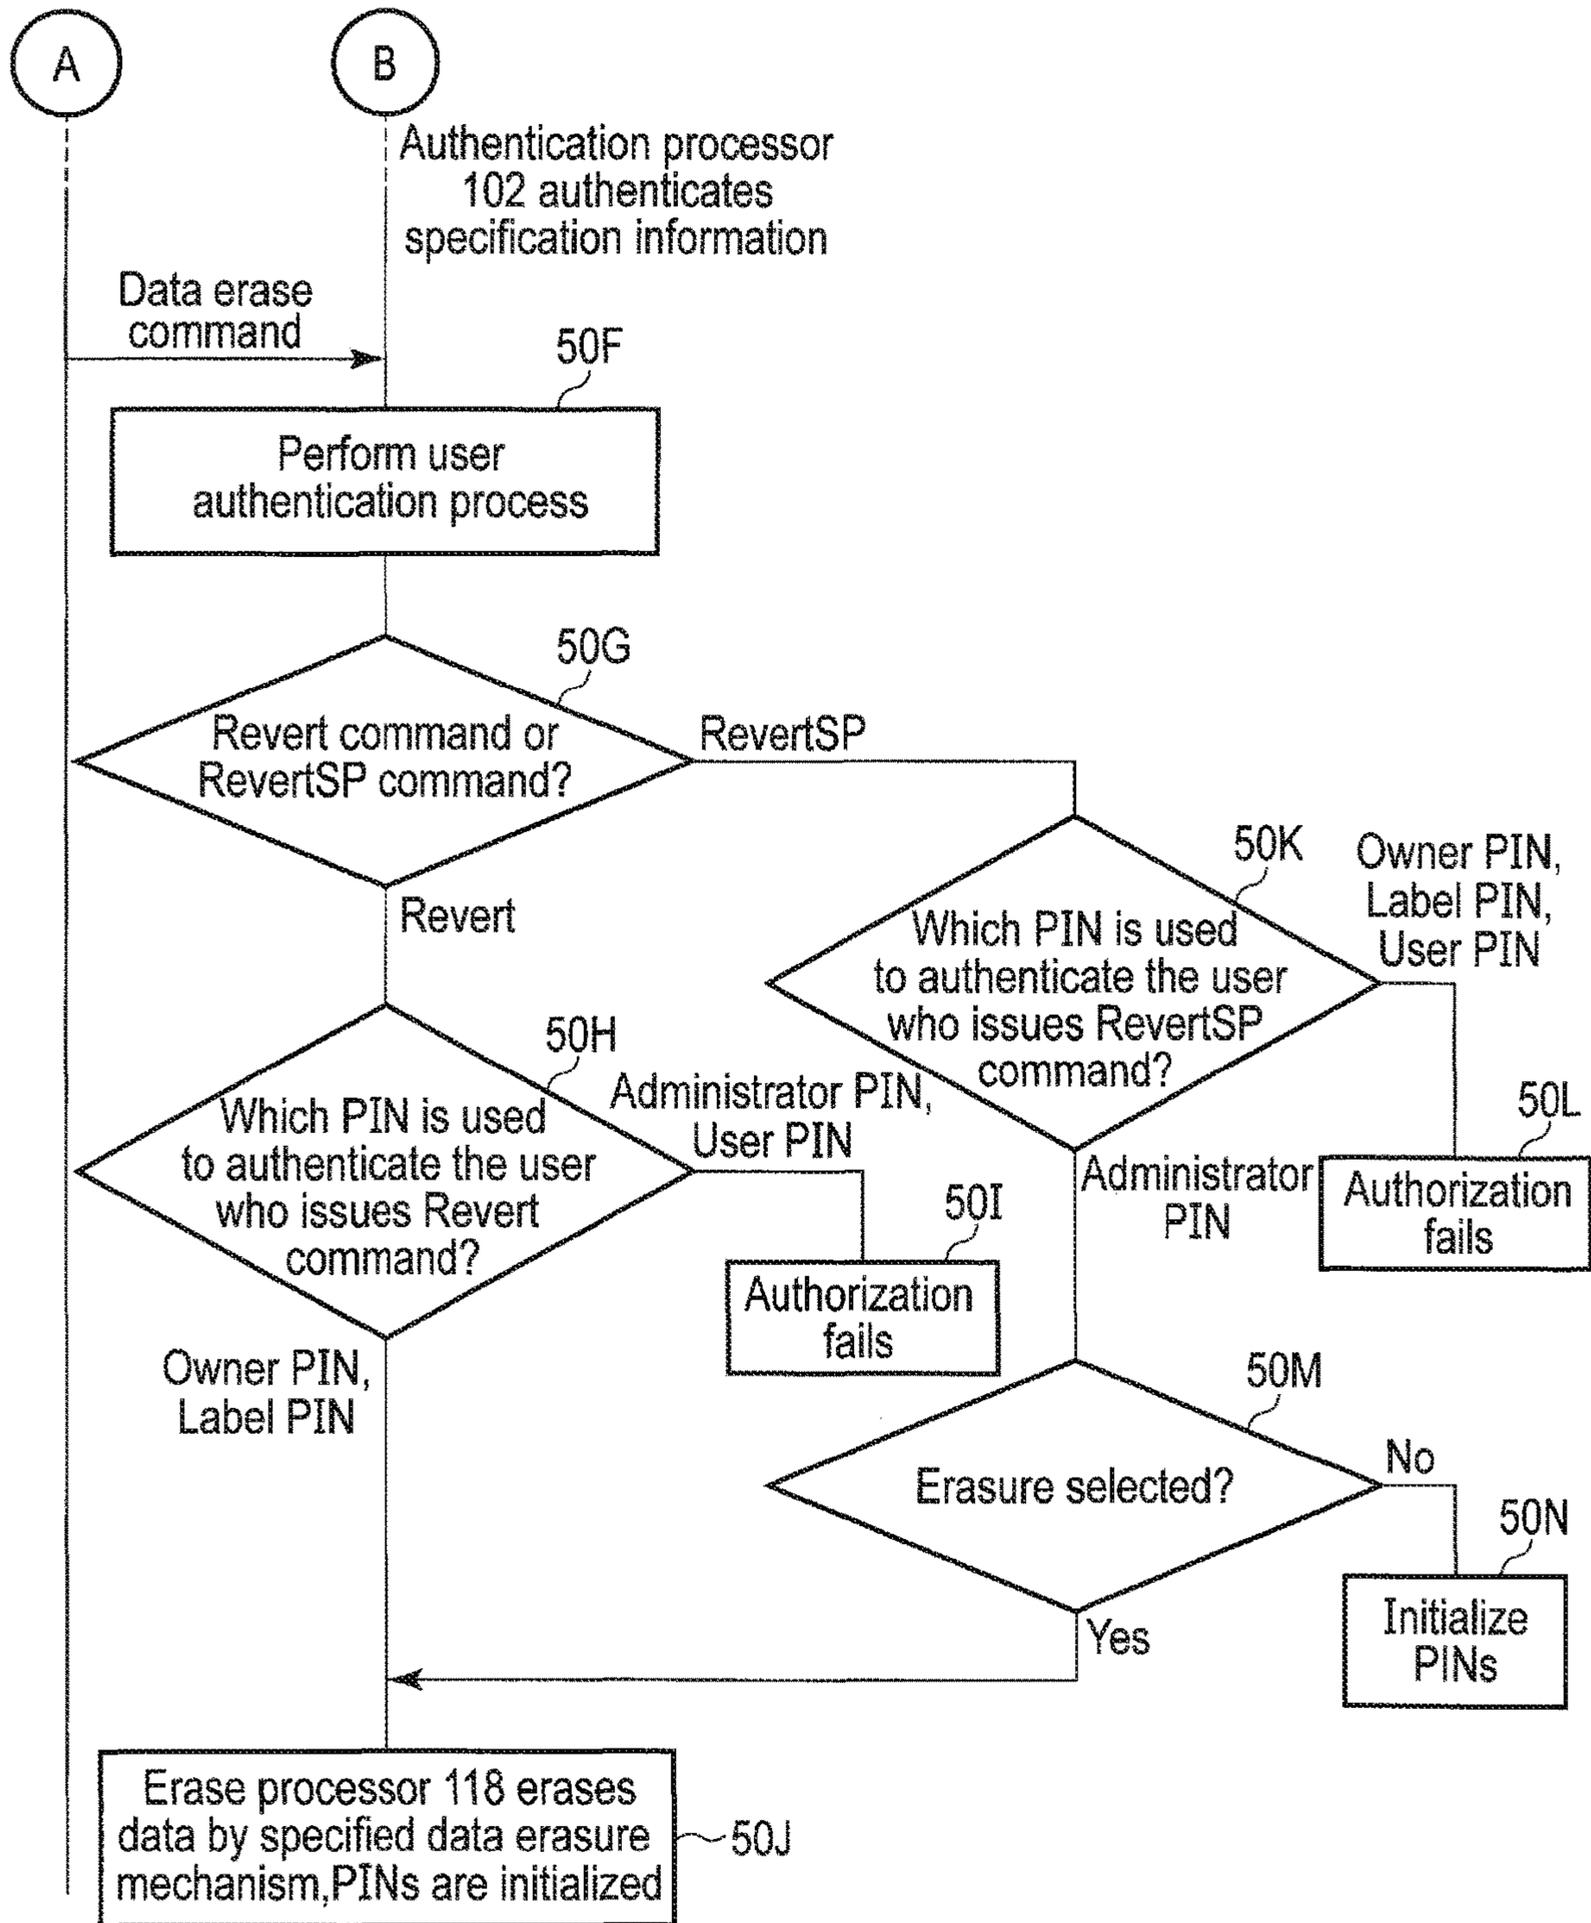 A
B
Authentication processor
102 authenticates
specification information
Data erase
command
50F
Perform user
authentication process
50G
Revert command or
RevertSP command?
RevertSP
Revert
50K
Owner PIN,
Label PIN,
User PIN
Which PIN is used
to authenticate the user
who issues RevertSP
command?
50H
Administrator PIN,
User PIN
Which PIN is used
to authenticate the user
who issues Revert
command?
50L
Authorization
fails
Administrator
PIN
50I
Authorization
fails
Owner PIN,
Label PIN
50M
Erasure selected?
No
50N
Initialize
PINs
Yes
Erase processor 118 erases
data by specified data erasure
mechanism,PINs are initialized
50J